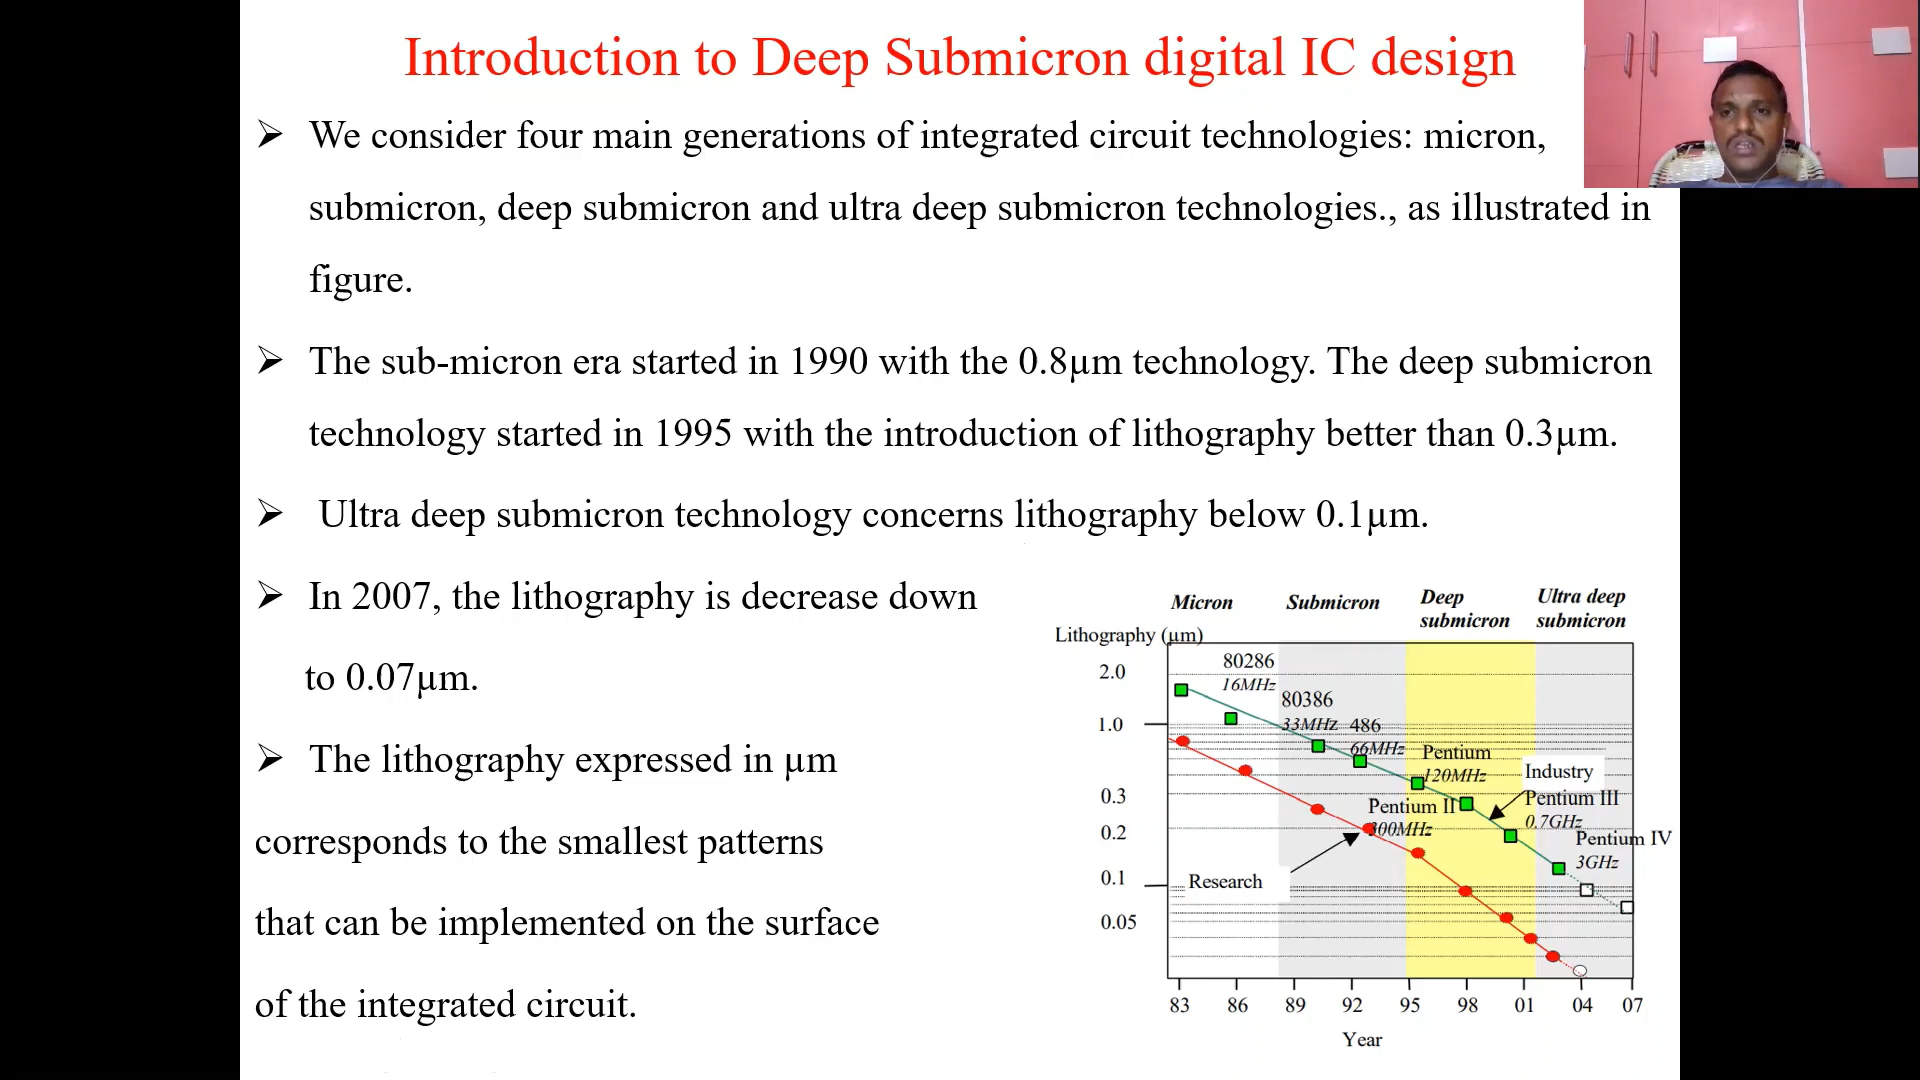 Introduction to Deep Submicron digital IC design
➢ We consider four main generations of integrated circuit technologies: micron,
submicron, deep submicron and ultra deep submicron technologies., as illustrated in
figure.
➢ The sub-micron era started in 1990 with the 0.8µm technology. The deep submicron
technology started in 1995 with the introduction of lithography better than 0.3µm.
➢ Ultra deep submicron technology concerns lithography below 0.1µm.
➢ In 2007, the lithography is decrease down
to 0.07µm.
➢ The lithography expressed in µm
corresponds to the smallest patterns
that can be implemented on the surface
of the integrated circuit.
Micron Submicron Deep submicron Ultra deep submicron
Lithography (µm)
2.0
1.0
0.3
0.2
0.1
0.05
80286
16MHz
80386
33MHz
486
66MHz
Pentium
120MHz
Pentium II
300MHz
Industry
Pentium III
0.7GHz
Pentium IV
3GHz
Research
83 86 89 92 95 98 01 04 07
Year